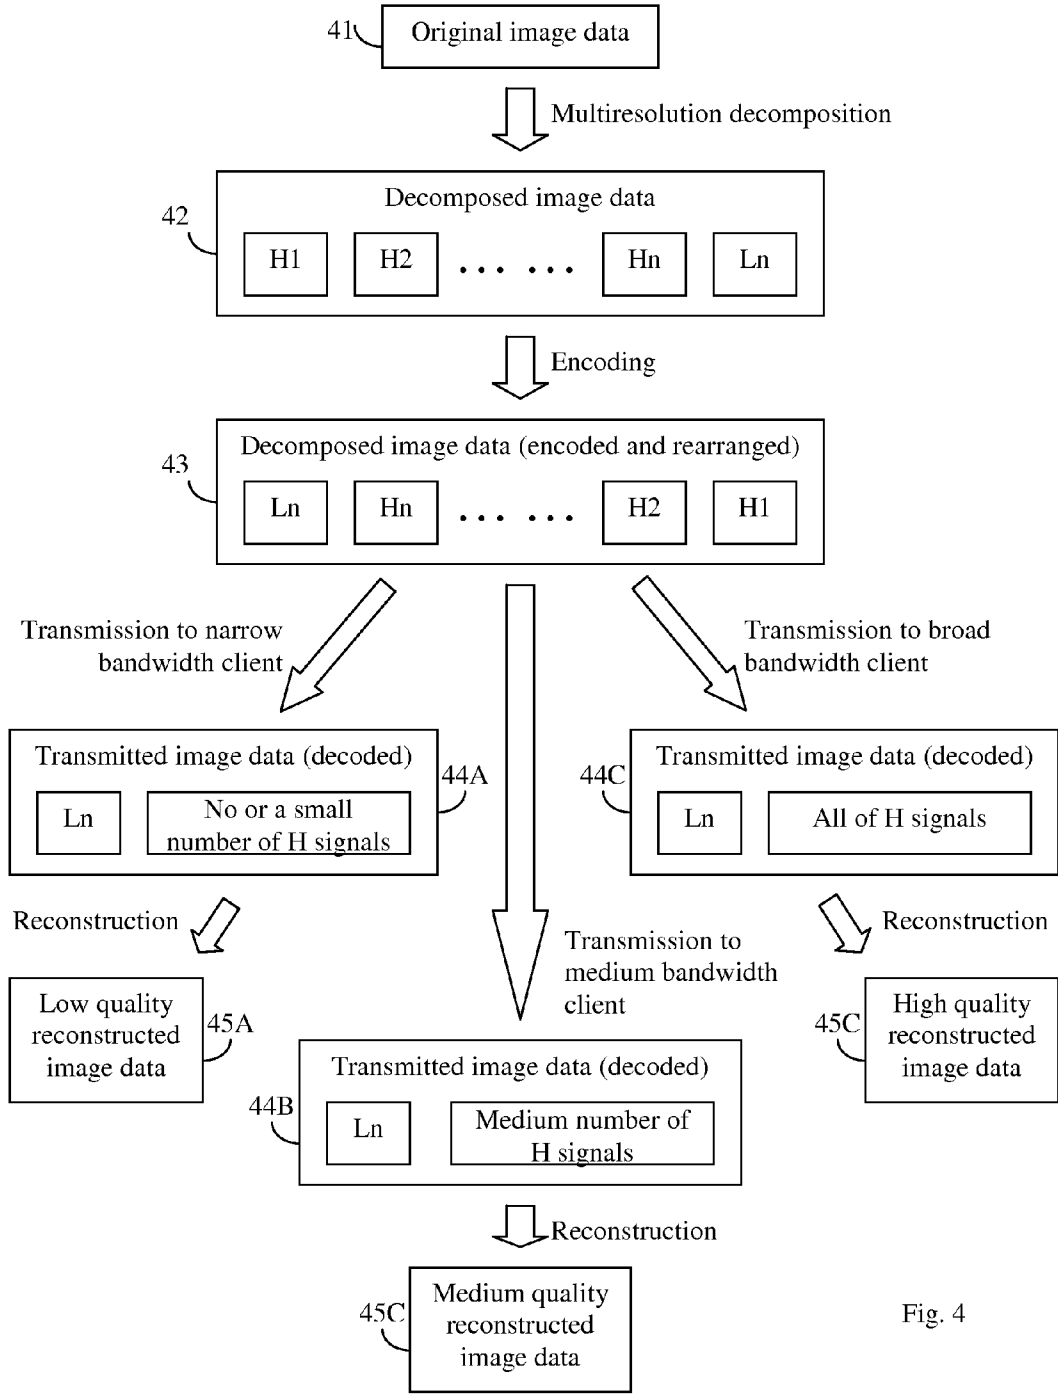 41
Original image data
Multiresolution decomposition
Decomposed image data
42
H1 H2 ... ... Hn Ln
Encoding
Decomposed image data (encoded and rearranged)
43
Ln Hn ... ... H2 H1
Transmission to narrow
bandwidth client
Transmission to broad
bandwidth client
Transmitted image data (decoded)
44A
Ln
No or a small
number of H signals
44C
Transmitted image data (decoded)
Ln
All of H signals
Reconstruction
Reconstruction
Transmission to
medium bandwidth
client
Low quality
reconstructed
image data
45A
45C
High quality
reconstructed
image data
Transmitted image data (decoded)
44B
Ln
Medium number of
H signals
Reconstruction
45C
Medium quality
reconstructed
image data
Fig. 4